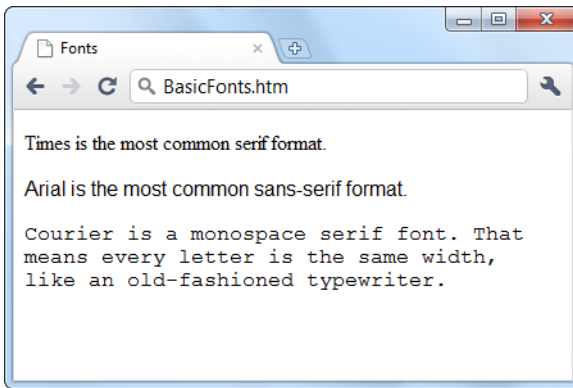 Fonts
BasicFonts.htm
Times is the most common serif format.
Arial is the most common sans-serif format.
Courier is a monospace serif font. That
means every letter is the same width,
like an old-fashioned typewriter.